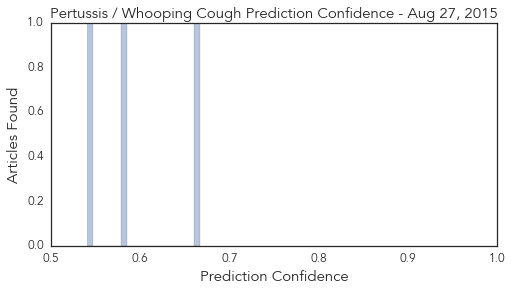 Pertussis / Whooping Cough Prediction Confidence - Aug 27, 2015
1.0
0.8
0.6
0.4
0.2
0.0
Articles Found
0.5 0.6 0.7 0.8 0.9 1.0
Prediction Confidence